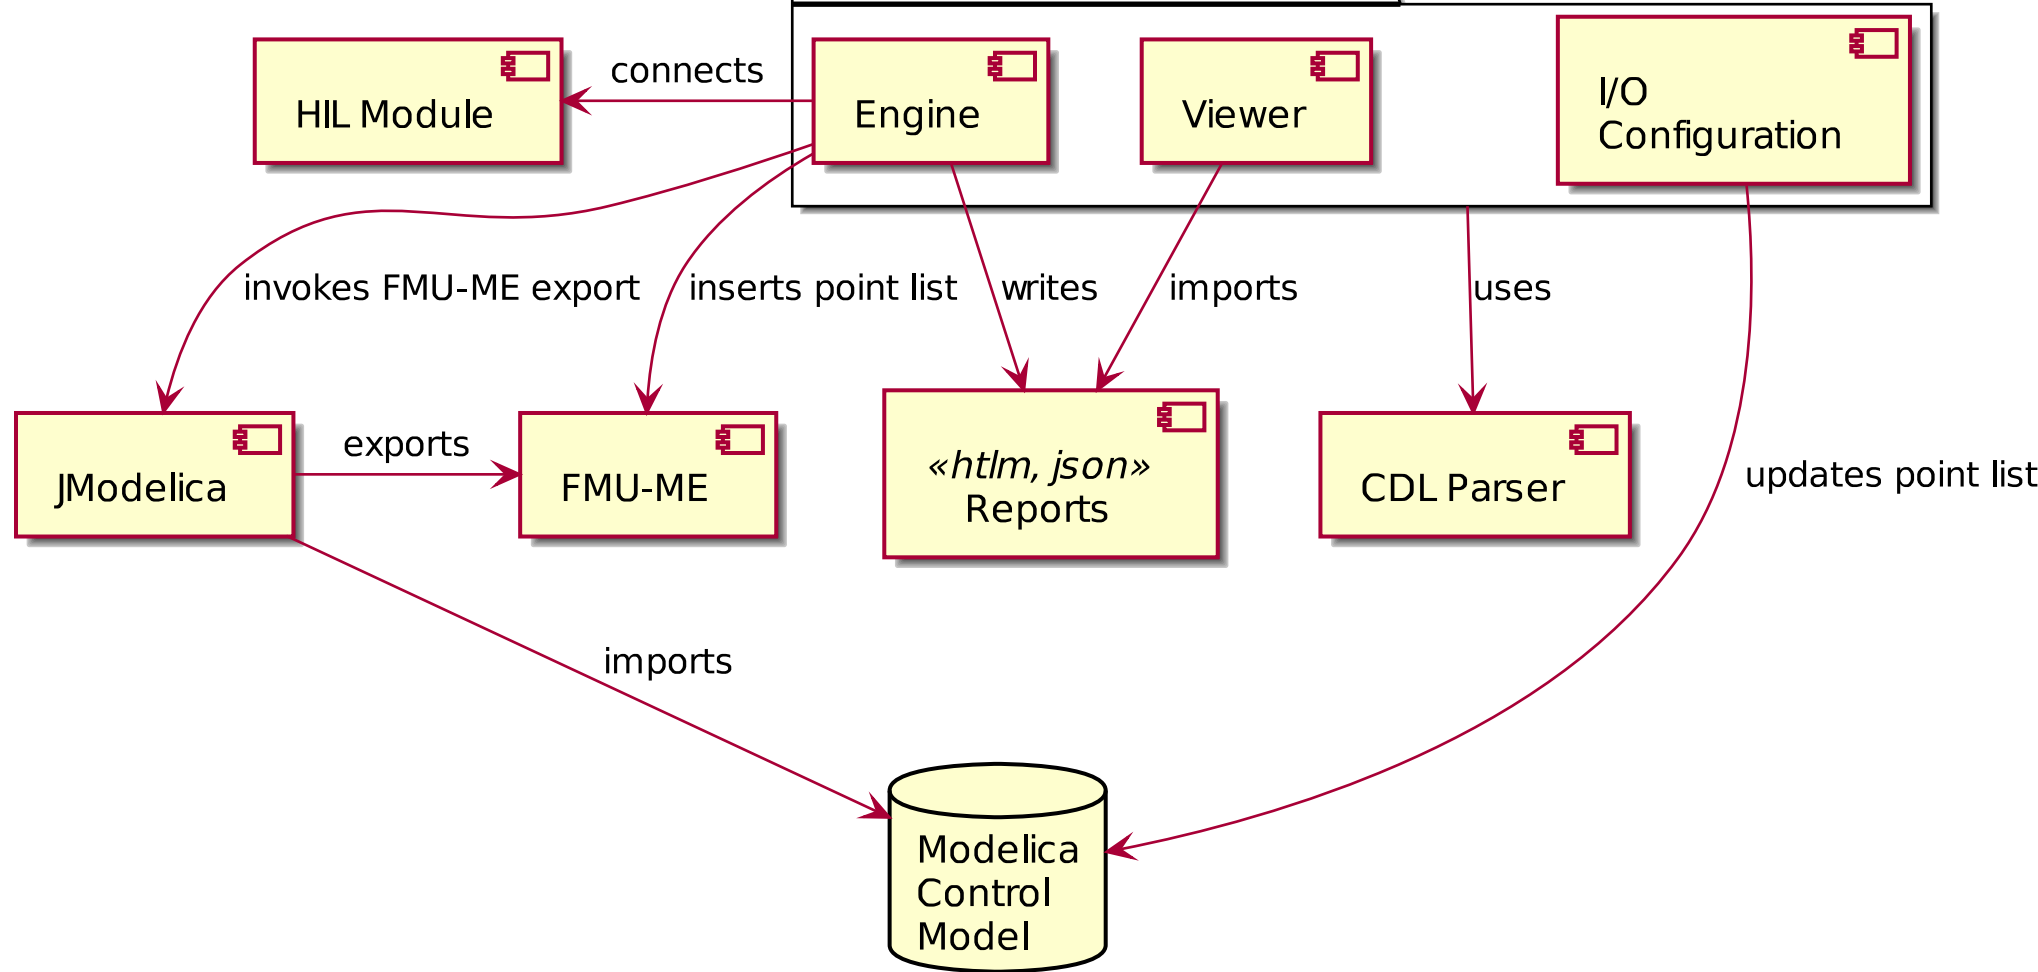 connects
HIL Module
Engine
Viewer
I/O
Configuration
invokes FMU-ME export
inserts point list
writes
imports
uses
exports
JModelica
FMU-ME
«htlm, json»
Reports
CDL Parser
updates point list
imports
Modelica
Control
Model